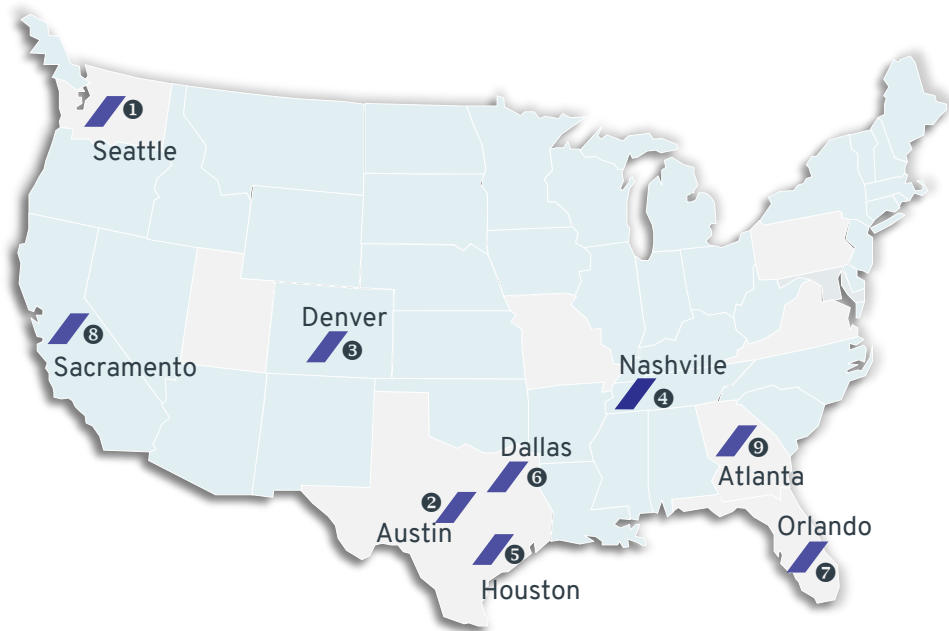 ❶
Seattle
Denver
❸
❽
Sacramento
Nashville
❹
Dallas
❻
❾
Atlanta
❷
Austin
Orlando
❺
❼
Houston